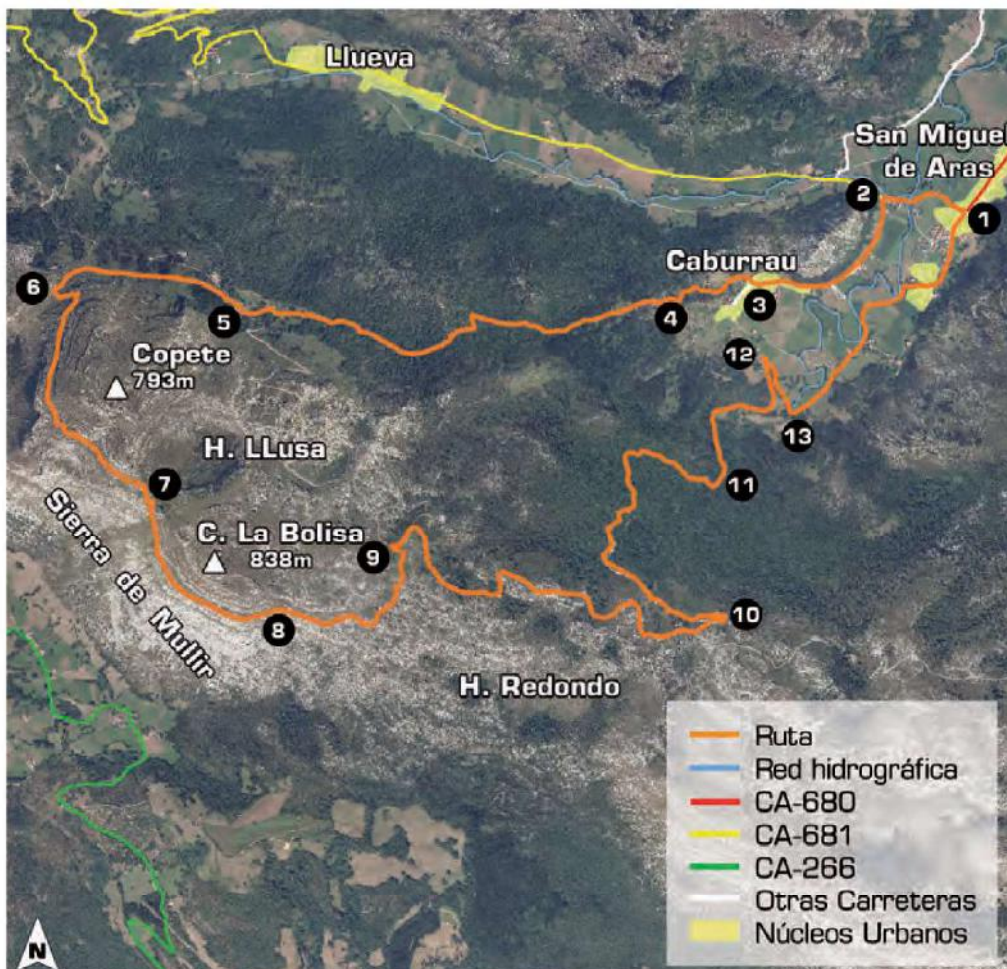 Llueva
San Miguel
de Aras
2
1
Caburrau
6
3
5
4
Copete
793m
12
H. LLusa
13
7
11
C. La Bolisa
838m
9
Sierra de Mullir
10
8
H. Redondo
Ruta
Red hidrográfica
CA-680
CA-681
CA-266
Otras Carreteras
Núcleos Urbanos
N